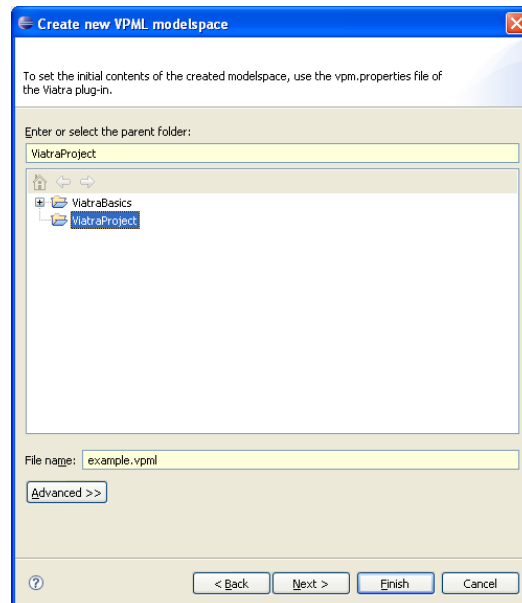 Create new VPML modelspace
To set the initial contents of the created modelspace, use the vpm.properties file of
the Viatra plug-in.
Enter or select the parent folder:
ViatraProject
ViatraBasics
ViatraProject
File name: example.vpml
Advanced >>
< Back Next > Finish Cancel